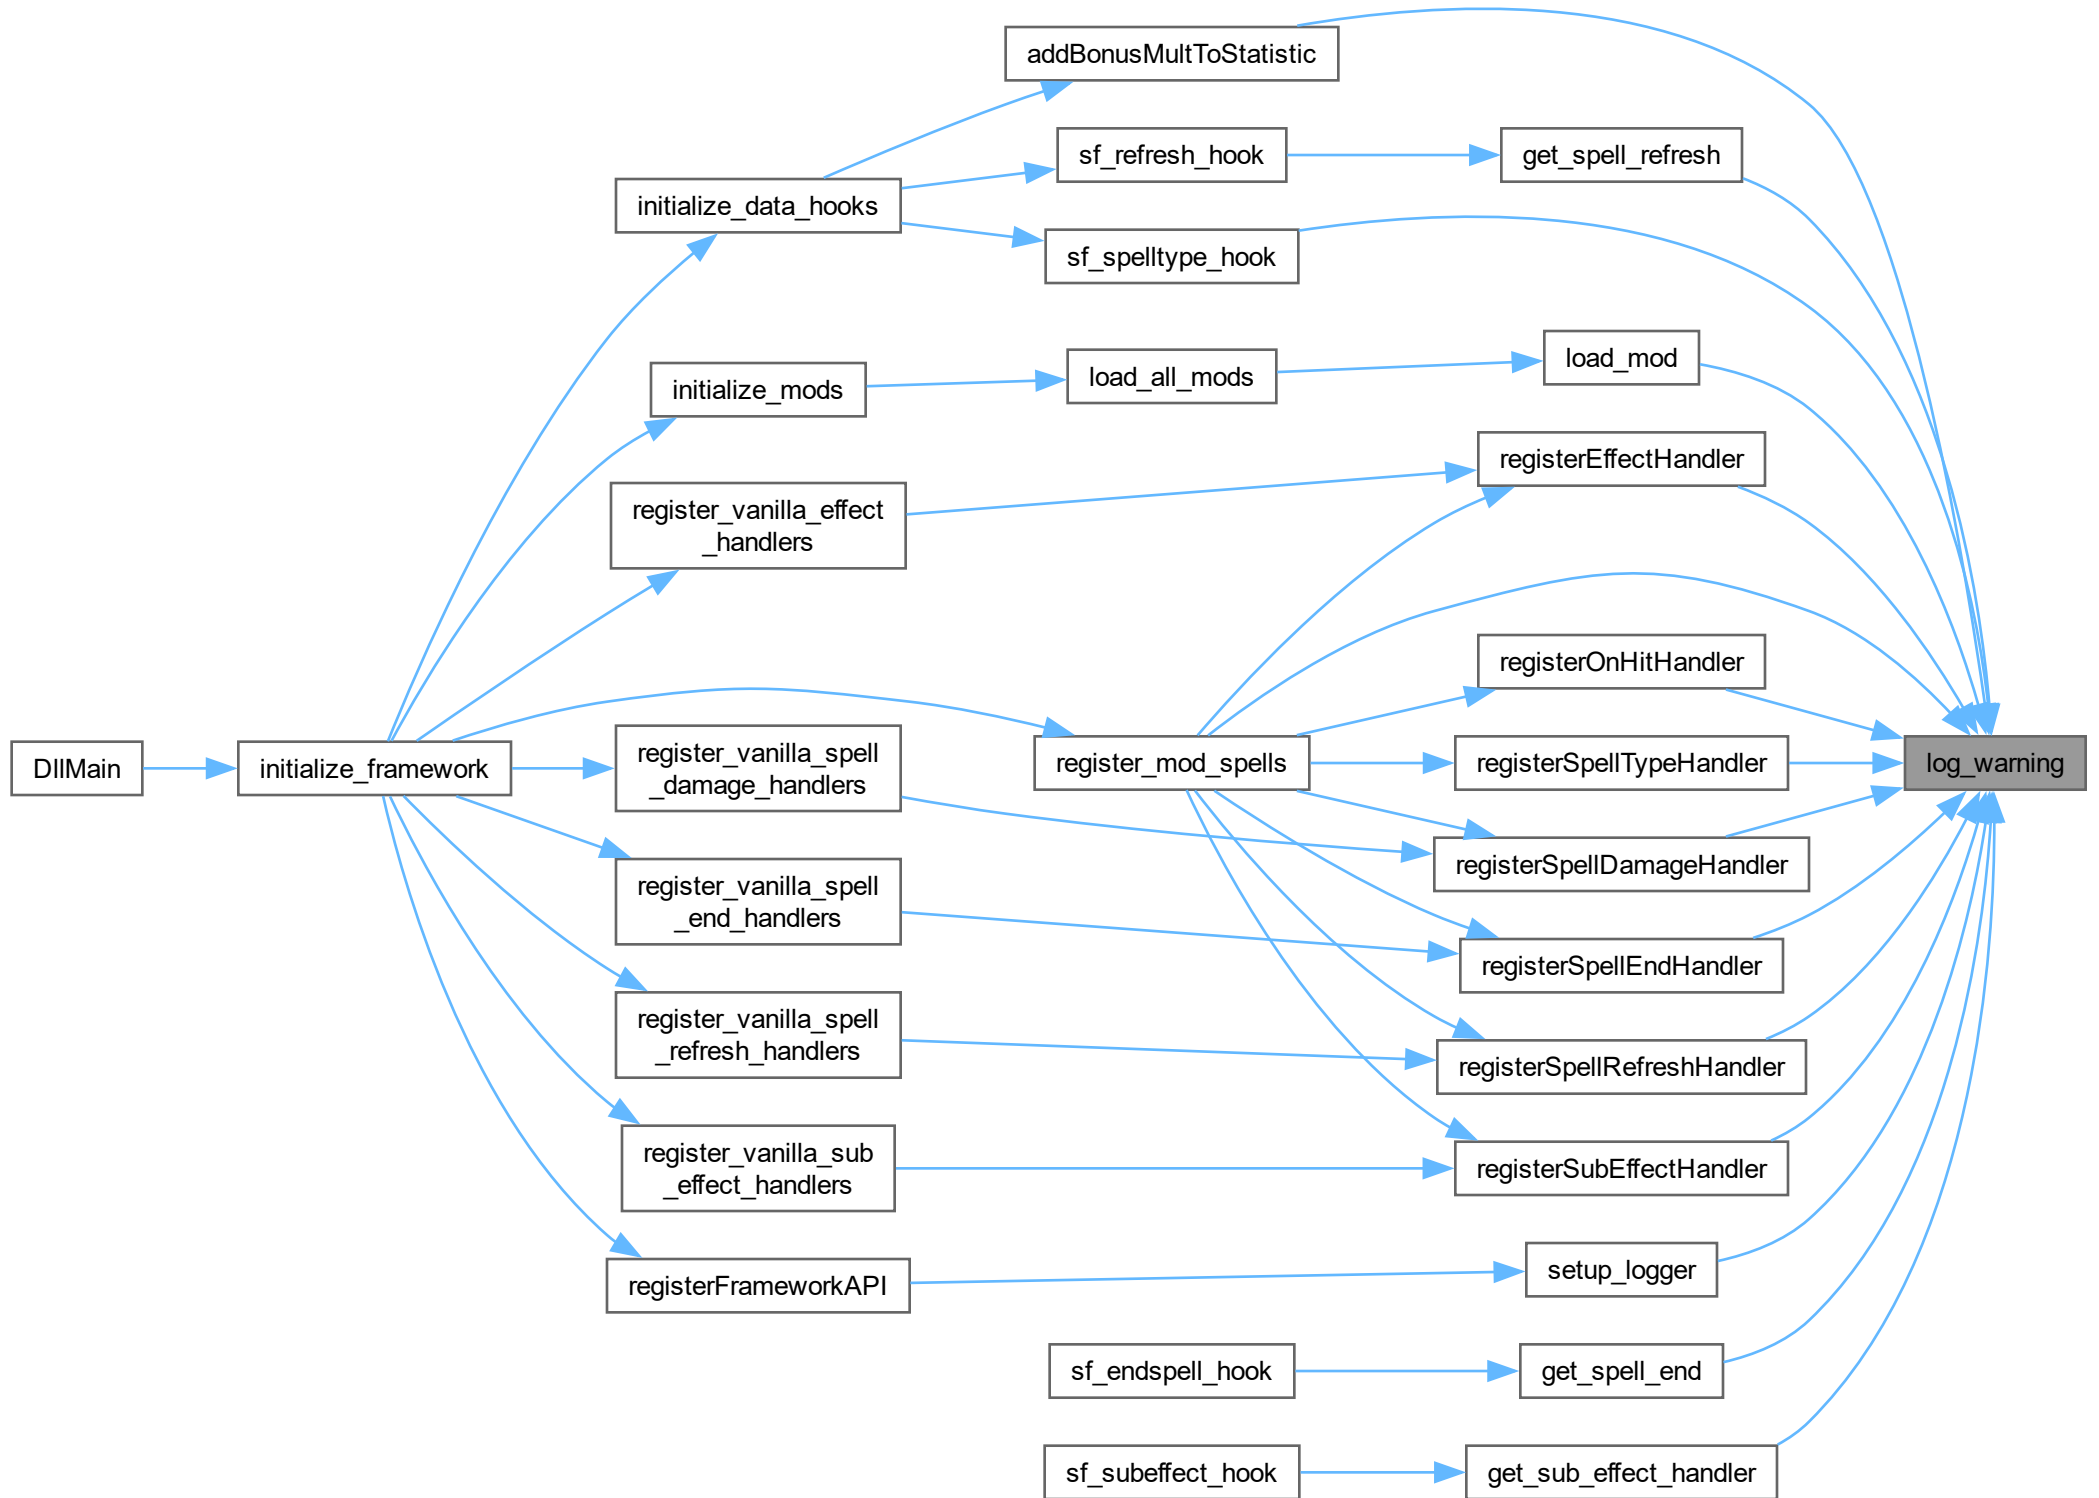 addBonusMultToStatistic
sf_refresh_hook
get_spell_refresh
initialize_data_hooks
sf_spelltype_hook
load_mod
initialize_mods
load_all_mods
registerEffectHandler
register_vanilla_effect
_handlers
registerOnHitHandler
DllMain
initialize_framework
register_vanilla_spell
_damage_handlers
register_mod_spells
registerSpellTypeHandler
log_warning
registerSpellDamageHandler
register_vanilla_spell
_end_handlers
registerSpellEndHandler
register_vanilla_spell
_refresh_handlers
registerSpellRefreshHandler
register_vanilla_sub
_effect_handlers
registerSubEffectHandler
registerFrameworkAPI
setup_logger
sf_endspell_hook
get_spell_end
sf_subeffect_hook
get_sub_effect_handler